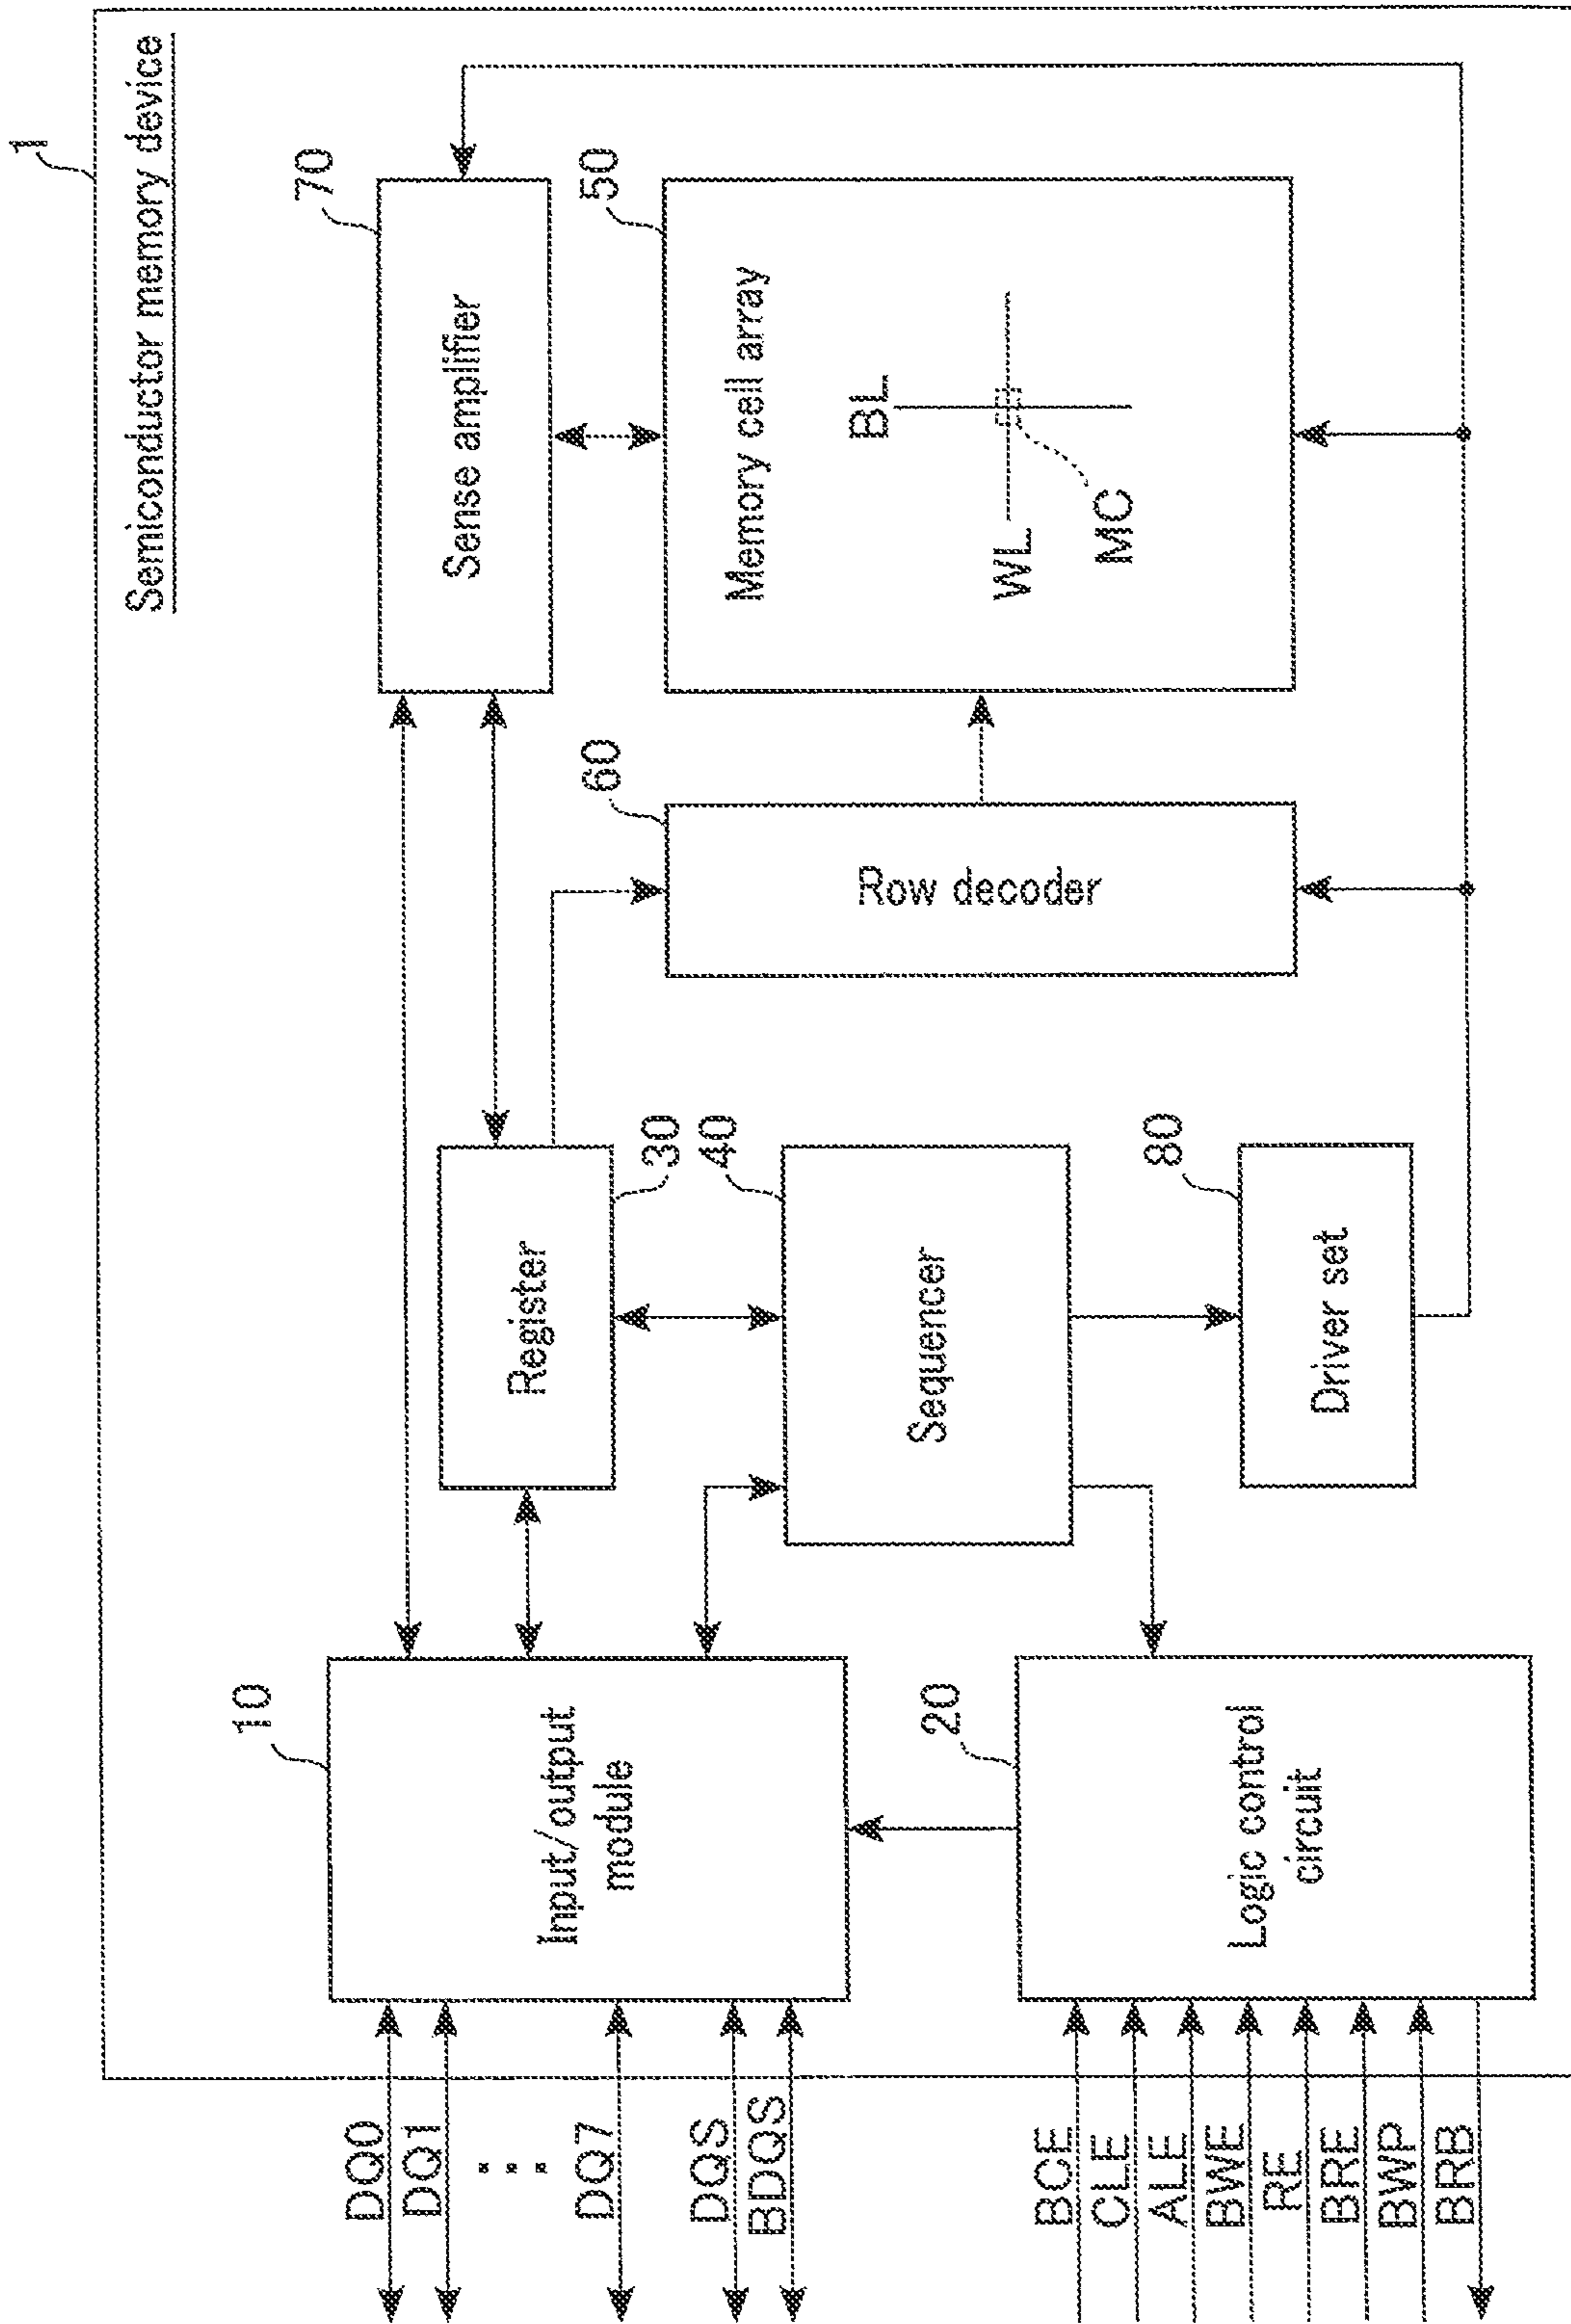 1
Semiconductor memory device
DQ0
DQ1
DQ7
DQS
BDQS
10
Input/output
module
Register
30
70
Sense amplifier
40
Sequencer
60
Row decoder
50
Memory cell array
BL
WL
MC
BCE
CLE
ALE
BWE
RE
BRE
BWP
BRB
20
Logic control
circuit
80
Driver set